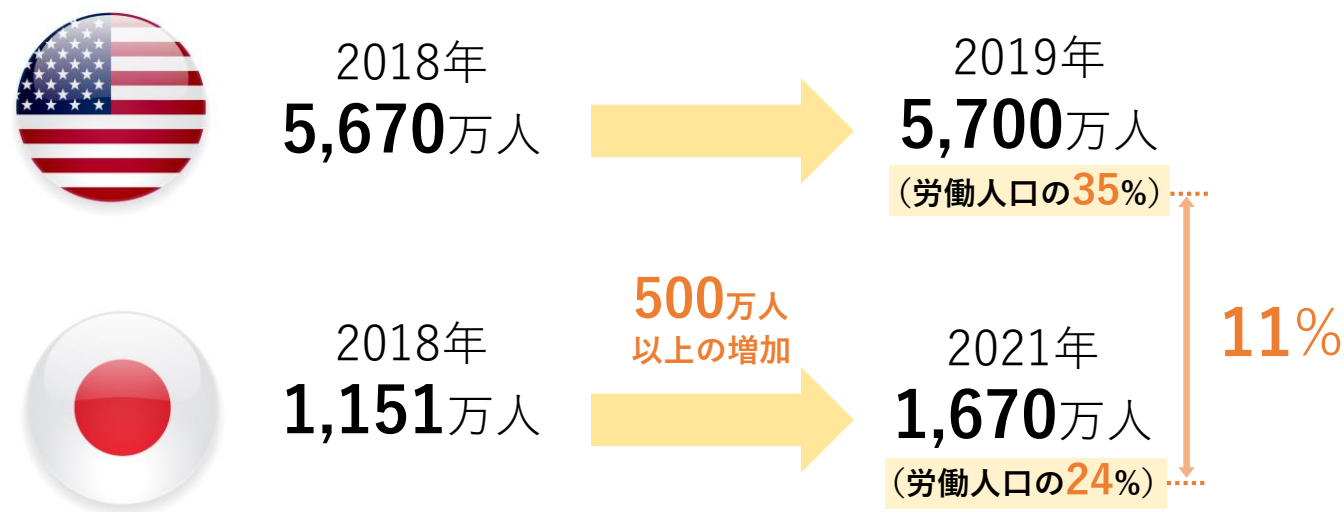 2018年
5,670万人
2019年
5,700万人
（労働人口の35%）
2018年
1,151万人
500万人
以上の増加
2021年
1,670万人
（労働人口の24%）
11%